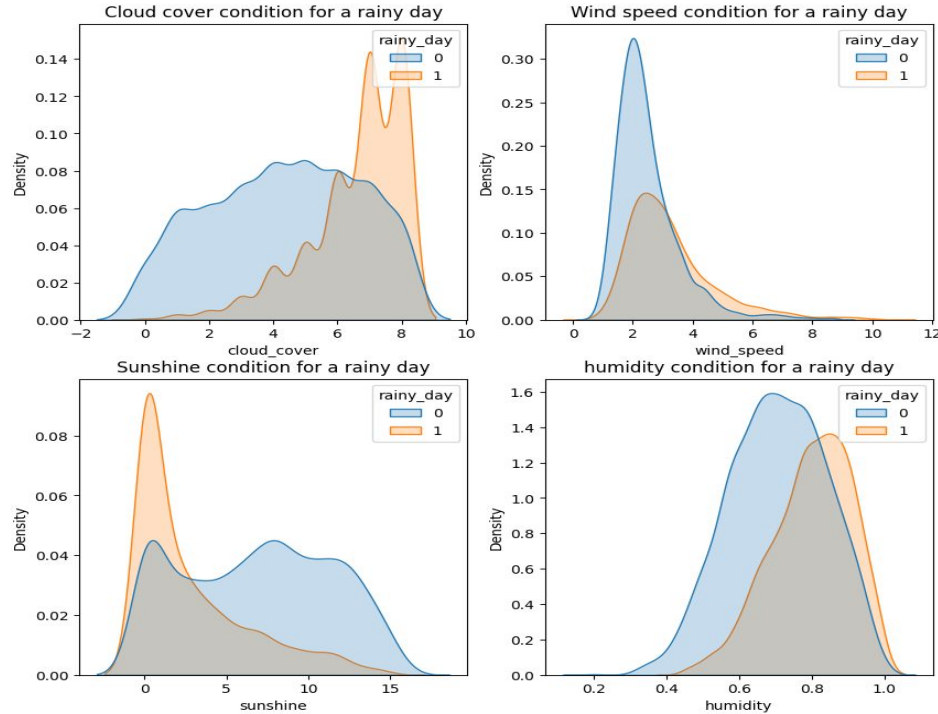 Cloud cover condition for a rainy day
rainy_day
0
1
0.14
0.12
0.10
0.08
0.06
0.04
0.02
0.00
Density
−2 0 2 4 6 8 10
cloud_cover
Wind speed condition for a rainy day
rainy_day
0
1
0.30
0.25
0.20
0.15
0.10
0.05
0.00
Density
0 2 4 6 8 10 12
wind_speed
Sunshine condition for a rainy day
rainy_day
0
1
0.08
0.06
0.04
0.02
0.00
Density
0 5 10 15
sunshine
humidity condition for a rainy day
rainy_day
0
1
1.6
1.4
1.2
1.0
0.8
0.6
0.4
0.2
0.0
Density
0.2 0.4 0.6 0.8 1.0
humidity